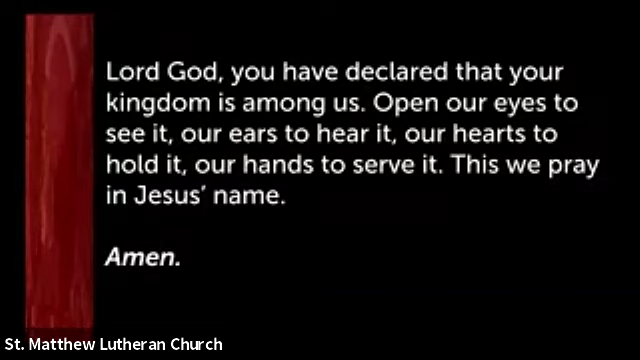 Lord God, you have declared that your
kingdom is among us. Open our eyes to
see it, our ears to hear it, our hearts to
hold it, our hands to serve it. This we pray
in Jesus’ name.
Amen.
St. Matthew Lutheran Church